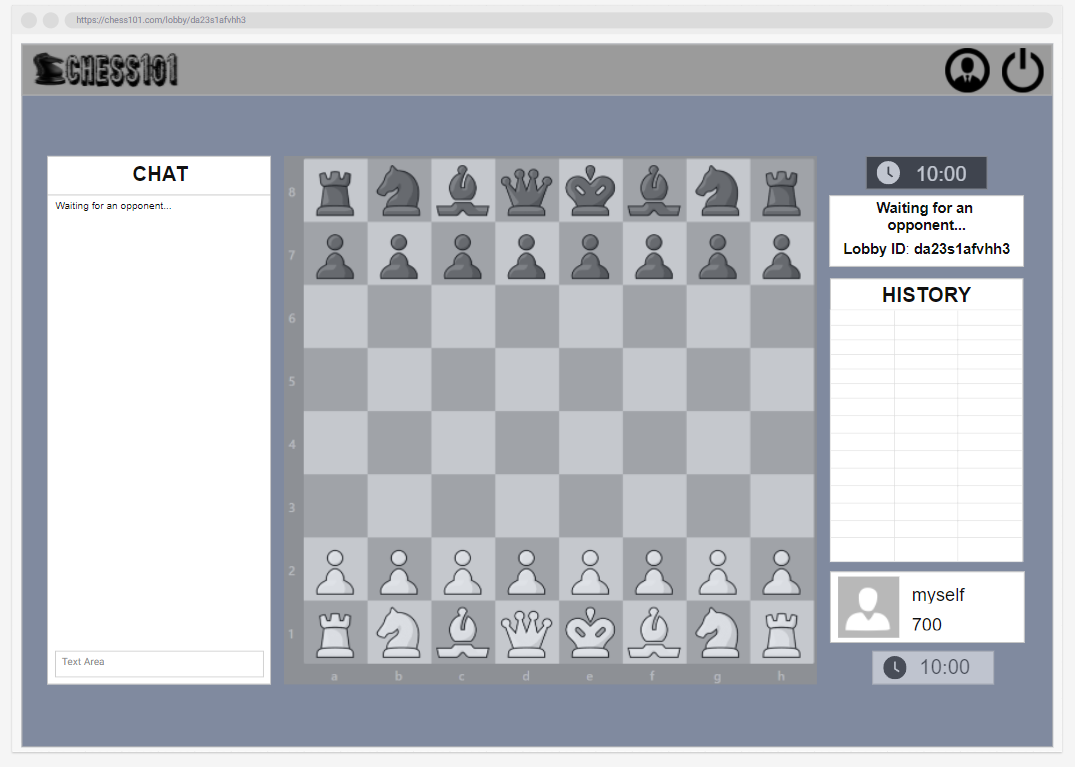 https://chess101.com/lobby/da23s1afvhh3
CHESS101
CHAT
Waiting for an opponent...
Text Area
8
7
6
5
4
3
2
1
a b c d e f g h
10:00
Waiting for an
opponent...
Lobby ID: da23s1afvhh3
HISTORY
myself
700
10:00